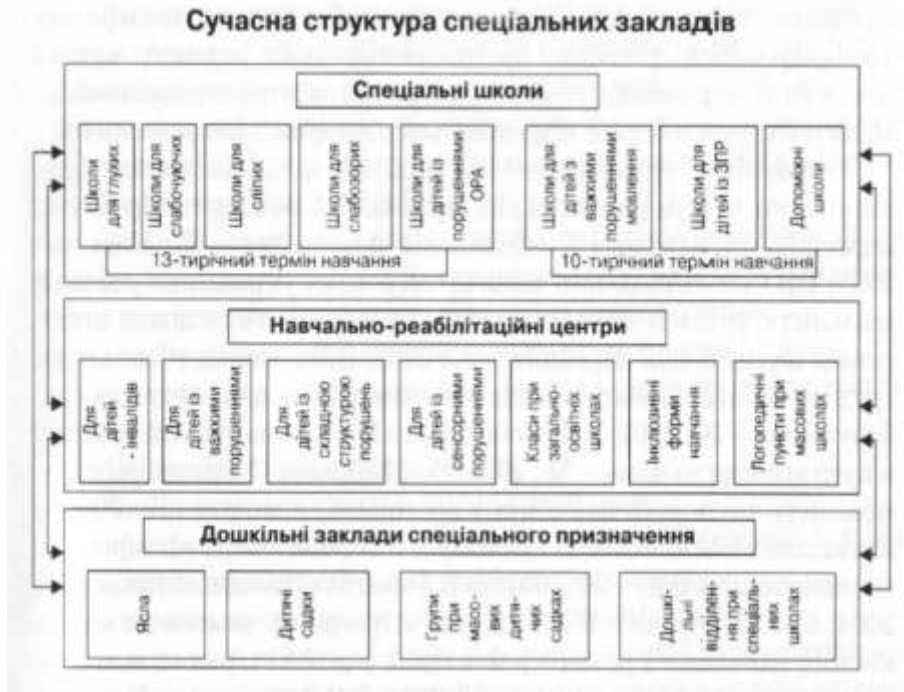 Сучасна структура спеціальних закладів
Спеціальні школи
Школи
для глухих
Школи для
слабочуючих
Школи для
сліпих
Школи для
слабозорих
Школи для
дітей із
порушеннями
ОРА
Школи для
дітей з
важкими
порушеннями
мовлення
Школи для
дітей із ЗПР
Допоміжні
школи
13-тирічний термін навчання
10-тирічний термін навчання
Навчально-реабілітаційні центри
Для
дітей
- інвалідів
Для
дітей із
важкими
порушеннями
Для
дітей із
складною
структурою
порушень
Для
дітей із
сенсорними
порушеннями
Класи при
загально-
освітніх
школах
Інклюзивні
форми
навчання
Логопедичні
пункти при
масових
школах
Дошкільні заклади спеціального призначення
Ясла
Дитячі
садки
Групи
при
масо-
вих
дитя-
чих
садках
Дошкі-
льні
відділен-
ня при
спеціаль-
них
школах